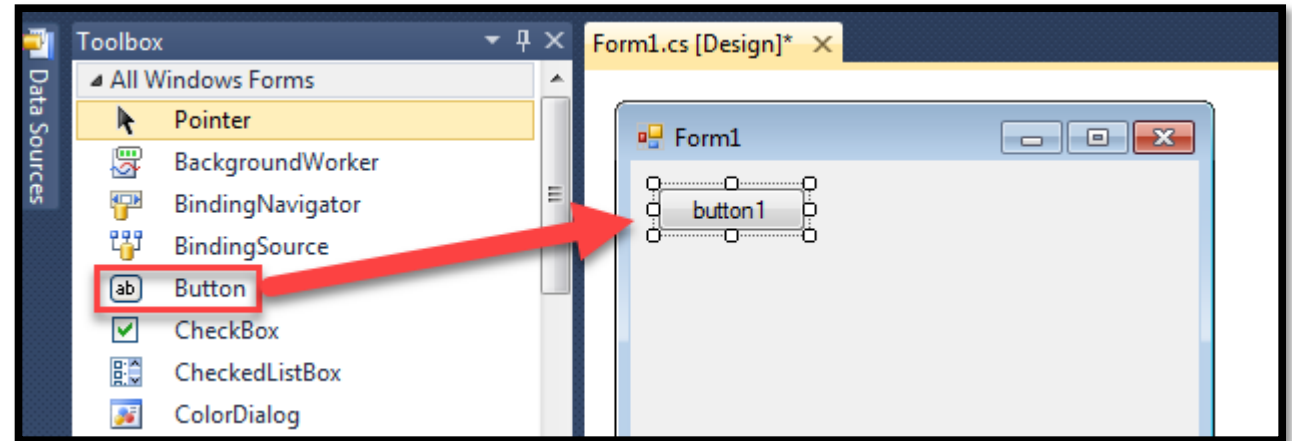 Data Sources
Toolbox
All Windows Forms
Pointer
BackgroundWorker
BindingNavigator
BindingSource
ab Button
CheckBox
CheckedListBox
ColorDialog
Form1.cs [Design]*
Form1
button1